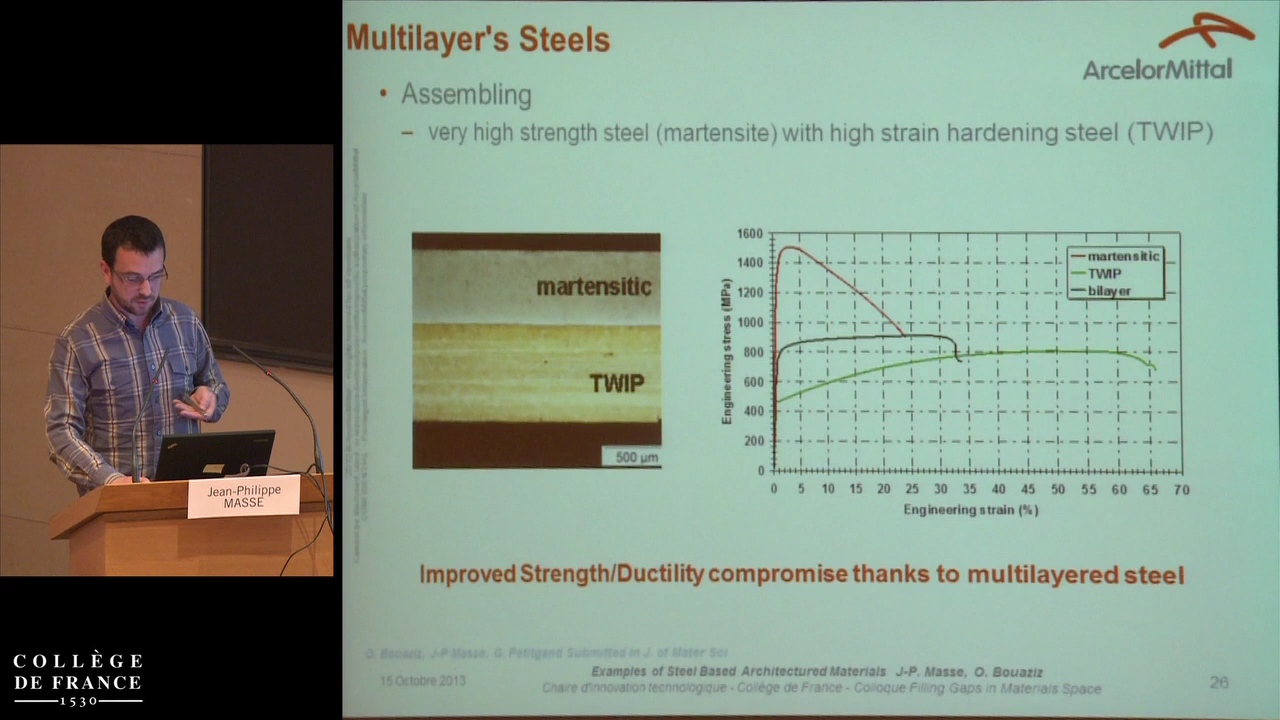 Multilayer's Steels
ArcelorMittal
• Assembling
– very high strength steel (martensite) with high strain hardening steel (TWIP)
martensitic
TWIP
500 µm
Engineering stress (MPa)
1600
1400
1200
1000
800
600
400
200
0
martensitic
TWIP
bilayer
0 5 10 15 20 25 30 35 40 45 50 55 60 65 70
Engineering strain (%)
Improved Strength/Ductility compromise thanks to multilayered steel
O. Bouaziz, J-P Masse, G. Petitgand Submitted in J. of Mater Sci
Examples of Steel Based Architectured Materials J-P. Masse, O. Bouaziz
15 Octobre 2013
Chaire d'innovation technologique - Collège de France - Colloque Filling Gaps in Materials Space
26
Jean-Philippe
MASSE
COLLÈGE
DE FRANCE
1530